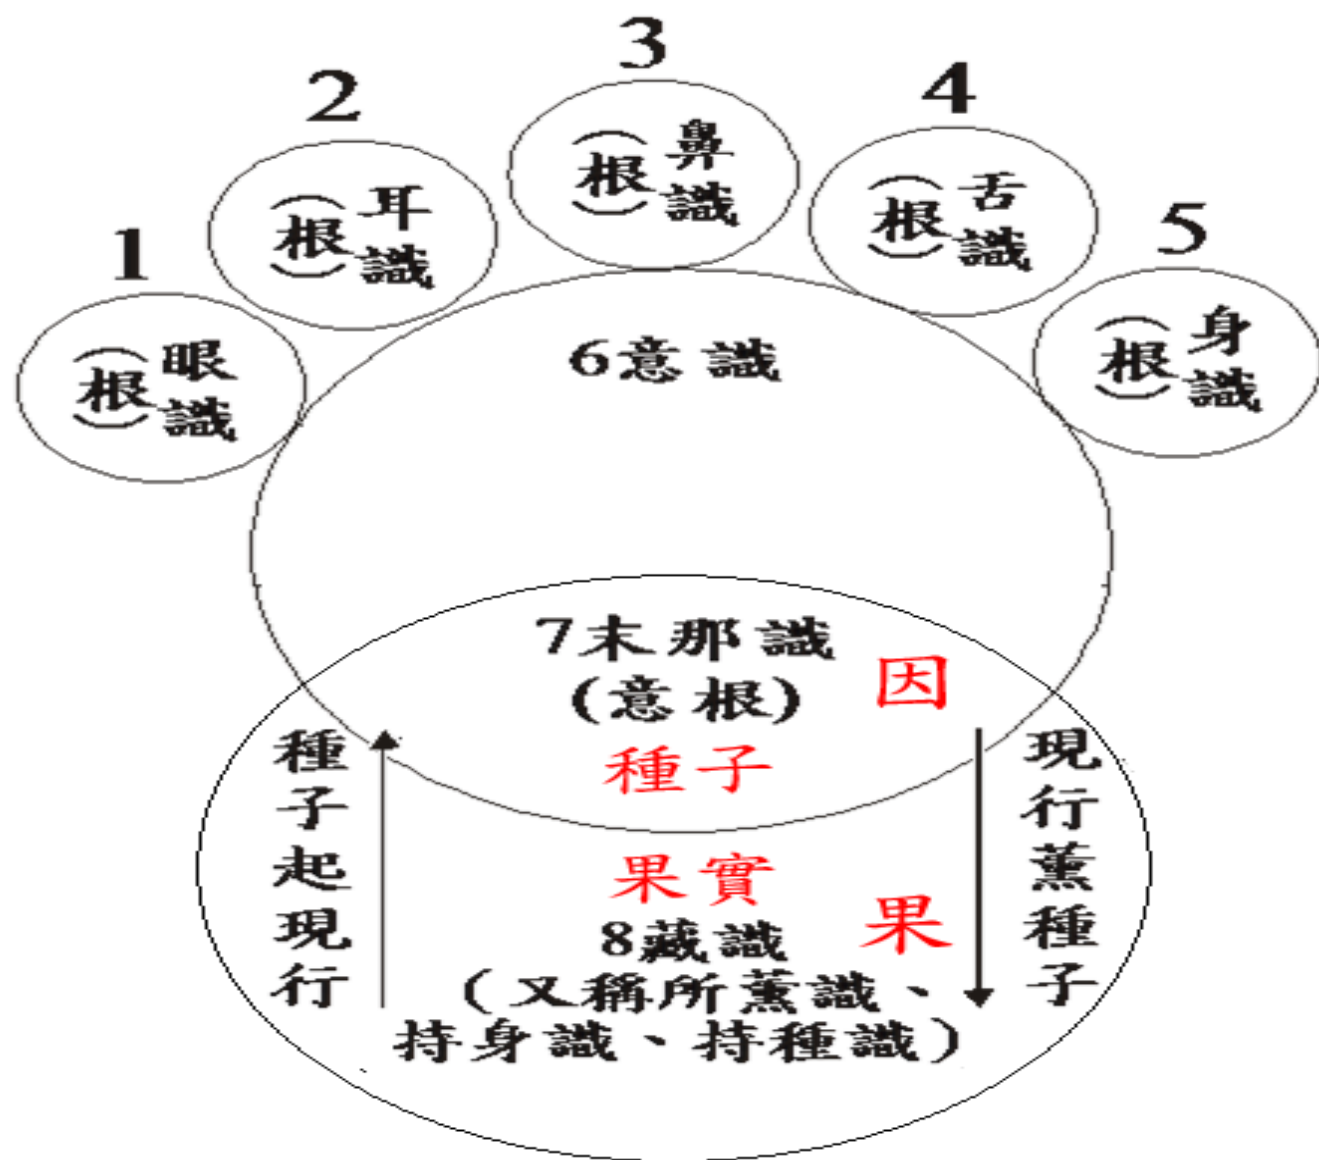 1
眼識
(根)
2
耳識
(根)
3
鼻識
(根)
4
舌識
(根)
5
身識
(根)
6意識
7末那識
(意根)
因
種子
種子起現行
現行薰種子
果實
果
8藏識
(又稱所薰識、
持身識、持種識)